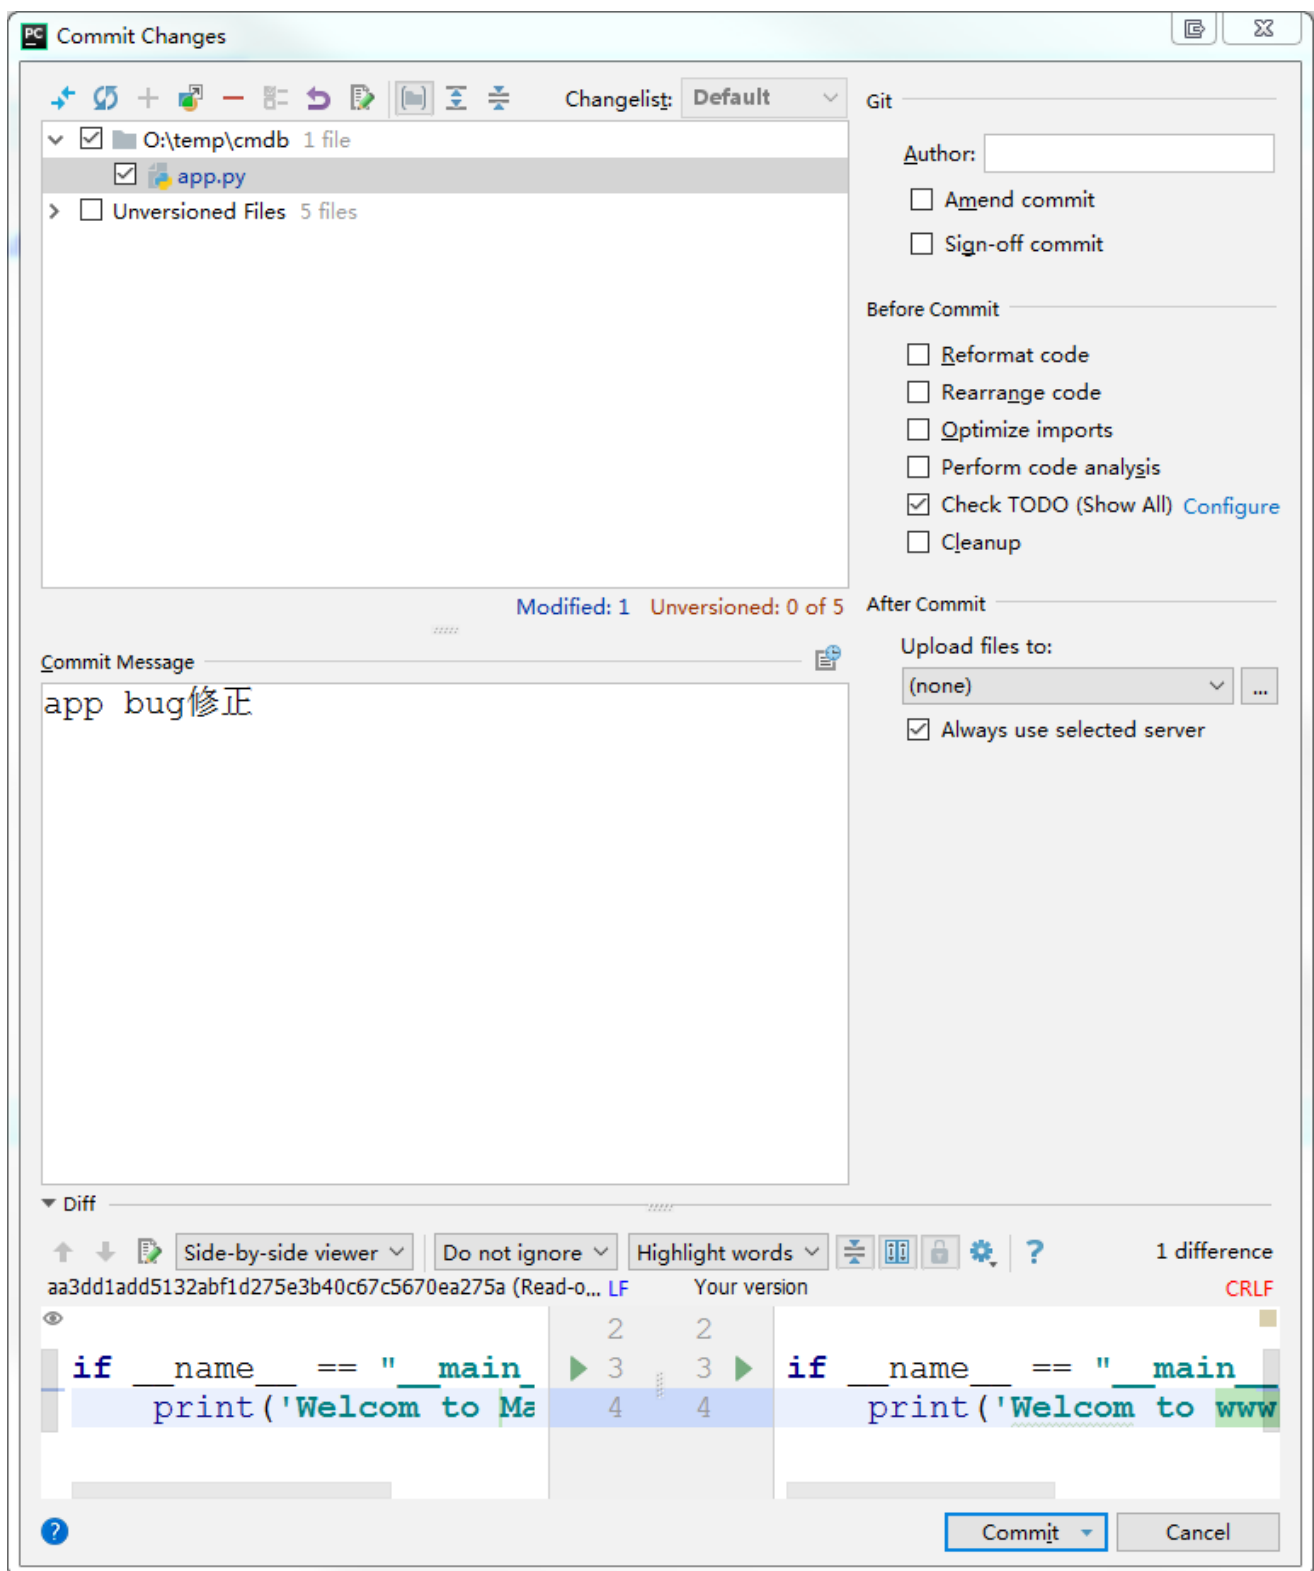 PC Commit Changes
Changelist: Default
O:\temp\cmdb 1 file
app.py
Unversioned Files 5 files
Modified: 1 Unversioned: 0 of 5
Git
Author:
Amend commit
Sign-off commit
Before Commit
Reformat code
Rearrange code
Optimize imports
Perform code analysis
Check TODO (Show All) Configure
Cleanup
After Commit
Upload files to:
(none) ...
Always use selected server
Commit Message
app bug修正
Diff
Side-by-side viewer Do not ignore Highlight words ? 1 difference
aa3dd1add5132abf1d275e3b40c67c5670ea275a (Read-o... LF Your version CRLF
2 2
if __name__ == "__main_ 3 3 if __name__ == "__main__
print('Welcom to Ma 4 4 print('Welcom to www
? Commit Cancel